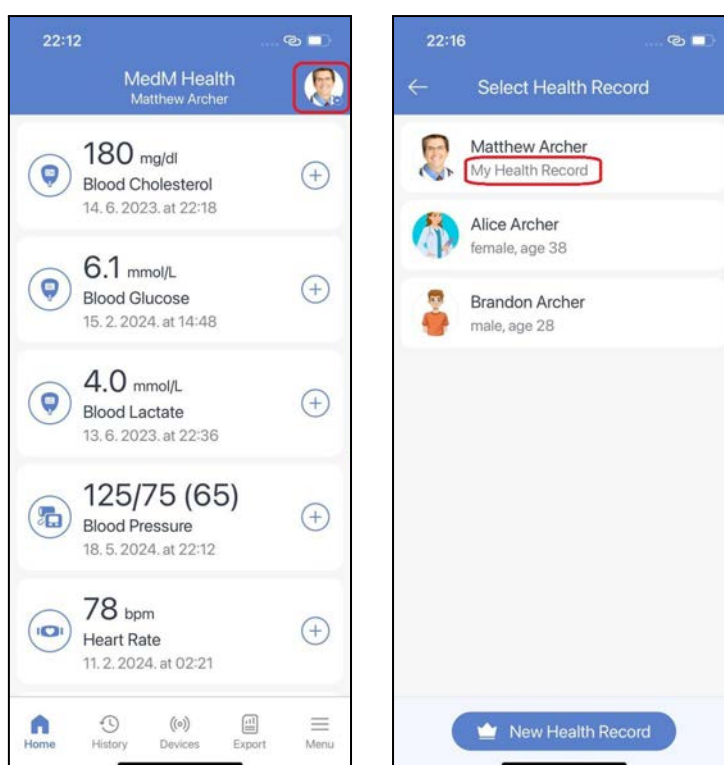 22:12
MedM Health
Matthew Archer
180 mg/dl
Blood Cholesterol
14. 6. 2023. at 22:18
6.1 mmol/L
Blood Glucose
15. 2. 2024. at 14:48
4.0 mmol/L
Blood Lactate
13. 6. 2023. at 22:36
125/75 (65)
Blood Pressure
18. 5. 2024. at 22:12
78 bpm
Heart Rate
11. 2. 2024. at 02:21
Home History Devices Export Menu
22:16
Select Health Record
Matthew Archer
My Health Record
Alice Archer
female, age 38
Brandon Archer
male, age 28
New Health Record